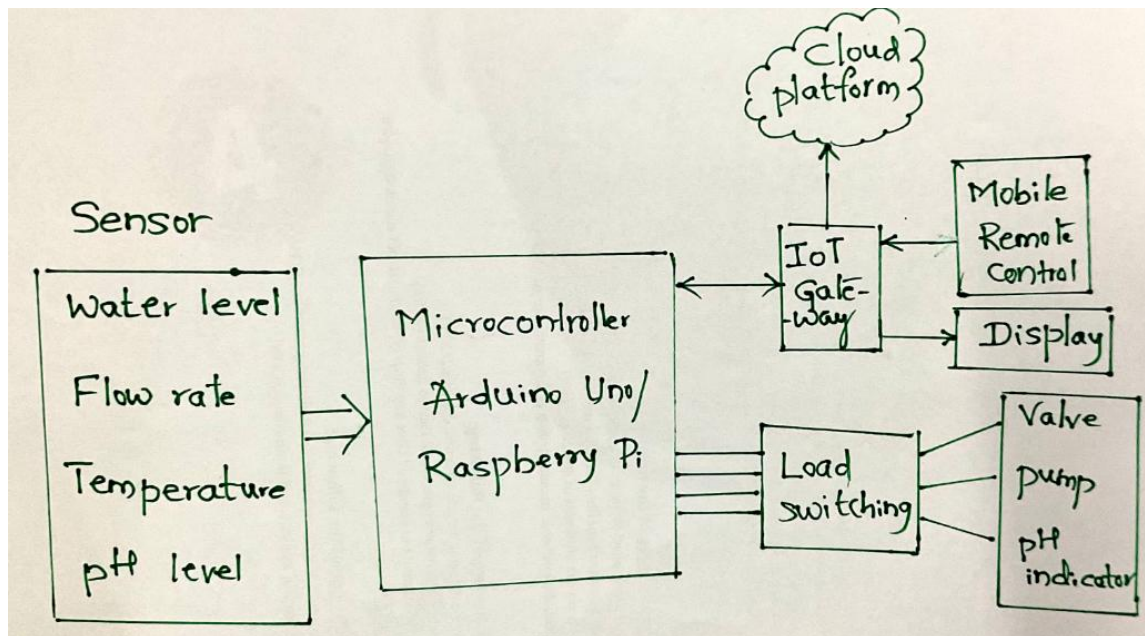 Sensor
Water level
Flow rate
Temperature
pH level
Microcontroller
Arduino Uno/
Raspberry Pi
Cloud
platform
IoT
Gate-
-way
Mobile
Remote
Control
Display
Load
switching
Valve
pump
pH
indicator